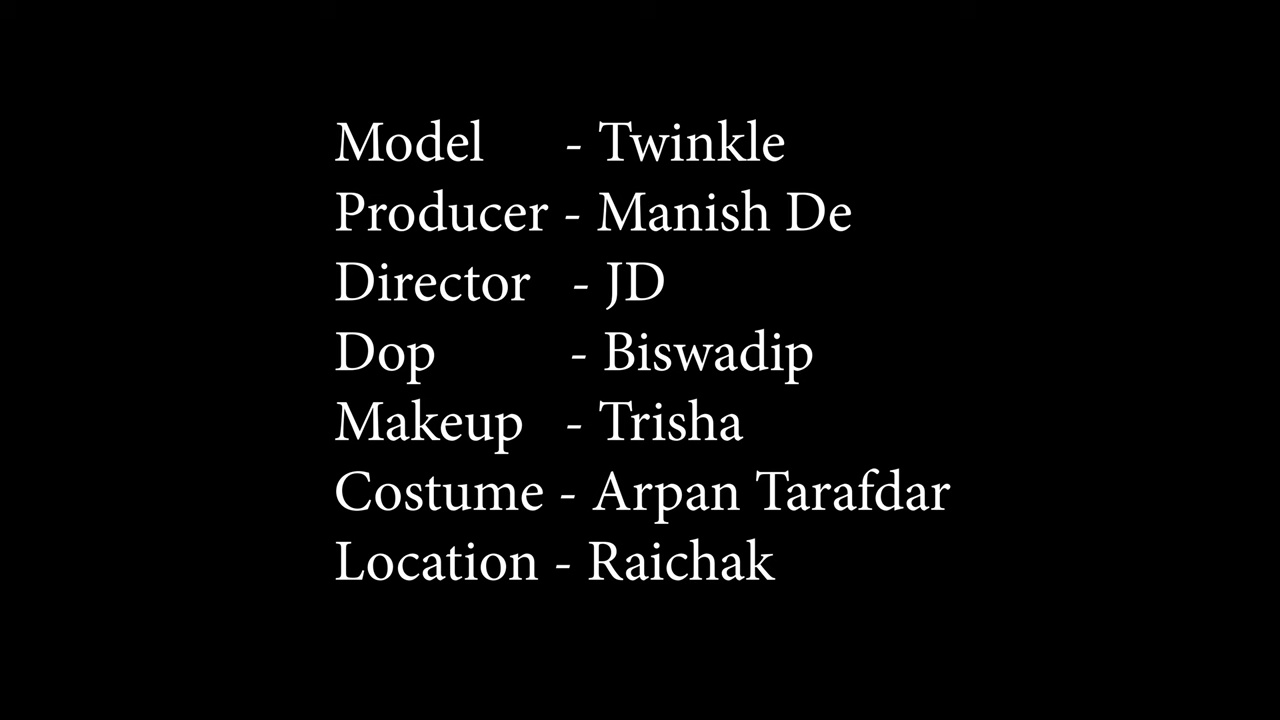 Model - Twinkle
Producer - Manish De
Director - JD
Dop - Biswadip
Makeup - Trisha
Costume - Arpan Tarafdar
Location - Raichak